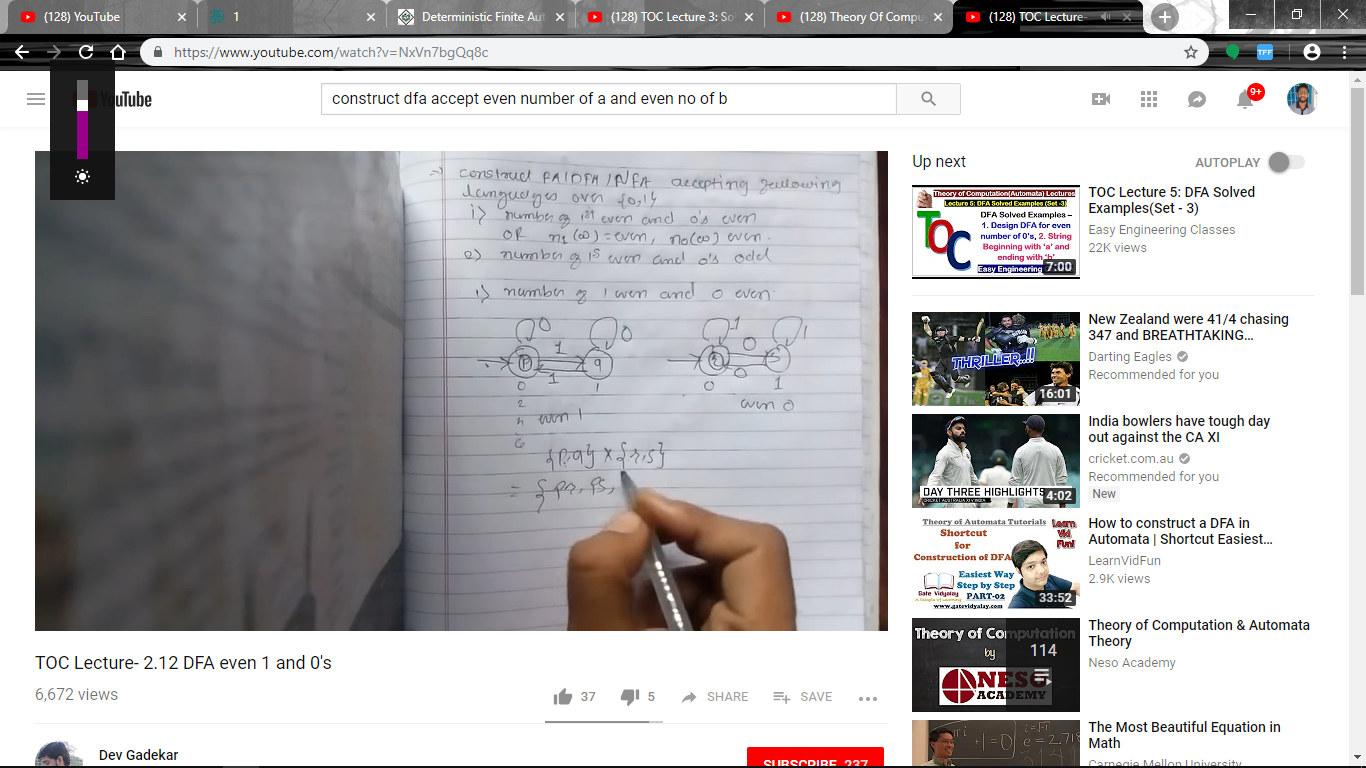 (128) YouTube
1
Deterministic Finite Aut
(128) TOC Lecture 3: So
(128) Theory Of Compu
(128) TOC Lecture-
https://www.youtube.com/watch?v=NxVn7bgQq8c
TFF
YouTube
construct dfa accept even number of a and even no of b
9+
→ construct FA/DFA/NFA accepting following
languages over {0,1}
i) number of 1st even and 0's even
OR n1(ω)=even, n0(ω) even.
2) number of 1s even and 0's odd
1) number of 1 even and 0 even
0 0 1 1
1 0
p q r s
1 0
0 1 0 1
2
4 even 1 even 0
6
{p,q} × {r,s}
= { pr, ps,
TOC Lecture- 2.12 DFA even 1 and 0's
6,672 views
37
5
SHARE
SAVE
Dev Gadekar
SUBSCRIBE 237
Up next
AUTOPLAY
Theory of Computation(Automata) Lectures
Lecture 5: DFA Solved Examples (Set -3)
TOC
DFA Solved Examples –
1. Design DFA for even
number of 0's, 2. String
Beginning with 'a' and
ending with 'b'
Easy Engineering
7:00
TOC Lecture 5: DFA Solved
Examples(Set - 3)
Easy Engineering Classes
22K views
THRILLER..!!
16:01
New Zealand were 41/4 chasing
347 and BREATHTAKING...
Darting Eagles
Recommended for you
DAY THREE HIGHLIGHTS
4:02
India bowlers have tough day
out against the CA XI
cricket.com.au
Recommended for you
New
Theory of Automata Tutorials
Shortcut
for
Construction of DFA
Easiest Way
Step by Step
PART-02
Learn
Vid
Fun!
Gate Vidyalay
www.gatevidyalay.com
33:52
How to construct a DFA in
Automata | Shortcut Easiest...
LearnVidFun
2.9K views
Theory of Computation
by
NESO
ACADEMY
114
Theory of Computation & Automata
Theory
Neso Academy
The Most Beautiful Equation in
Math
Carnegie Mellon University